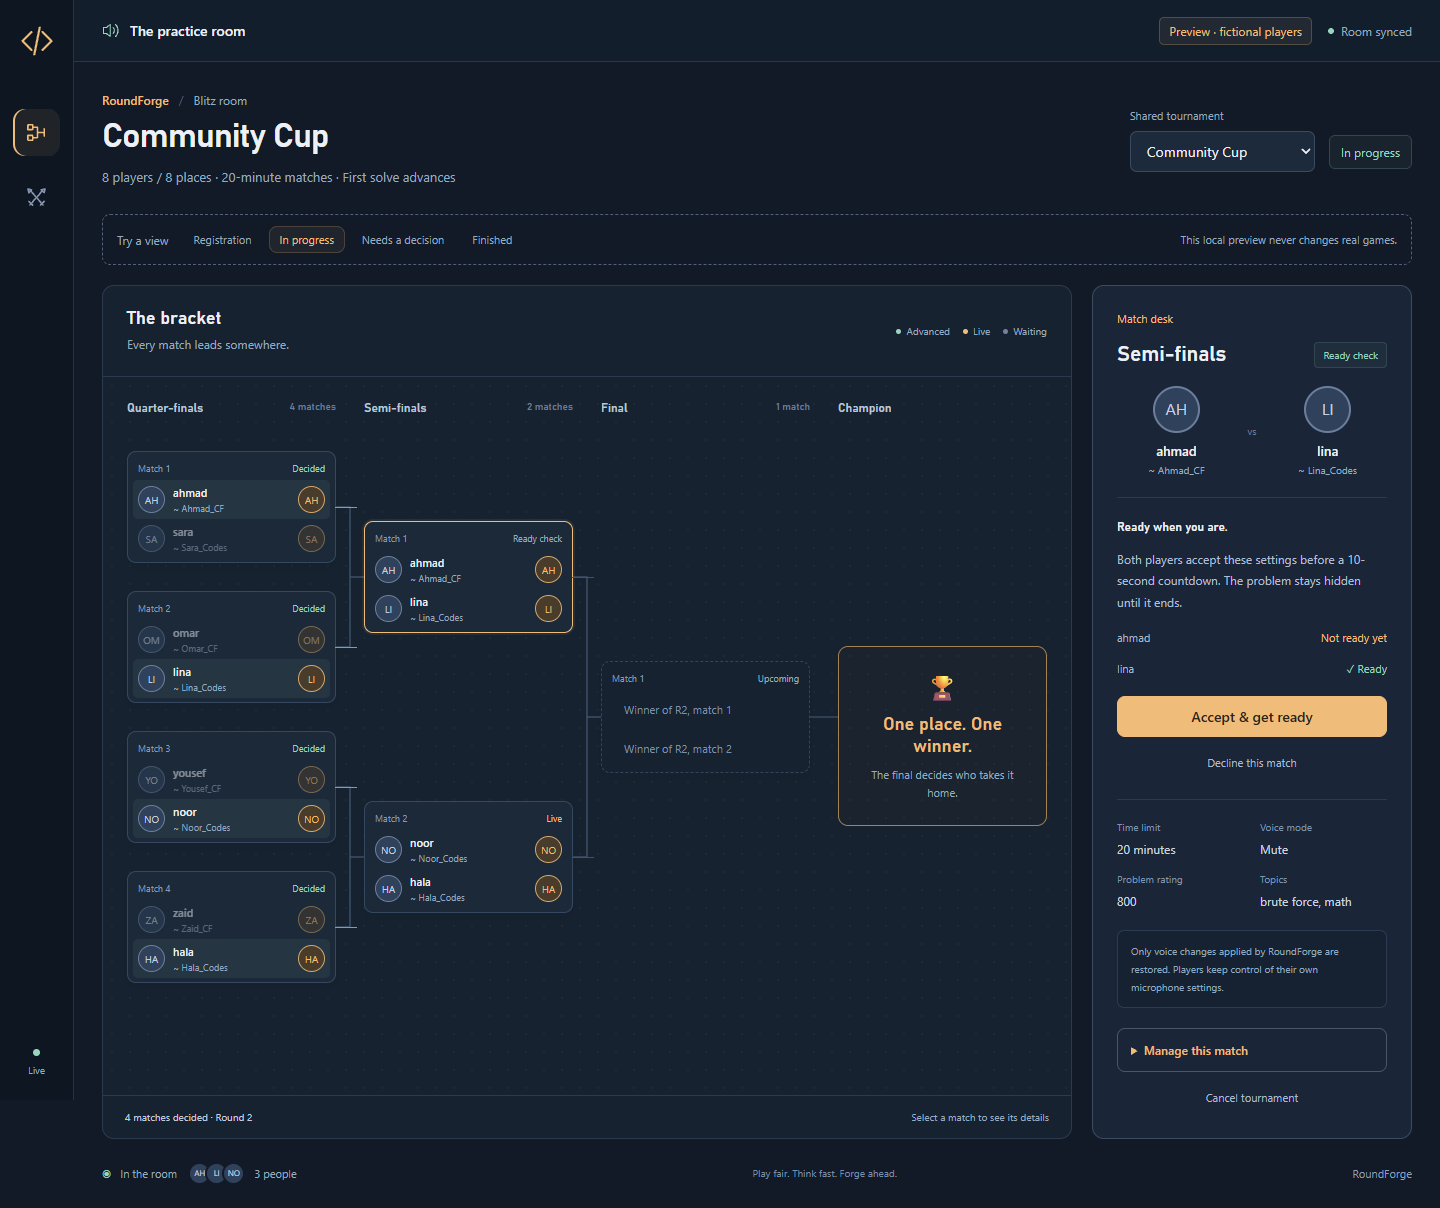 The practice room
Preview · fictional players
Room synced
RoundForge / Blitz room
Community Cup
8 players / 8 places · 20-minute matches · First solve advances
Shared tournament
Community Cup
In progress
Try a view
Registration
In progress
Needs a decision
Finished
This local preview never changes real games.
The bracket
Every match leads somewhere.
Advanced
Live
Waiting
Quarter-finals
4 matches
Semi-finals
2 matches
Final
1 match
Champion
Match 1
Decided
AH
ahmad
~ Ahmad_CF
AH
SA
sara
~ Sara_Codes
SA
Match 2
Decided
OM
omar
~ Omar_CF
OM
LI
lina
~ Lina_Codes
LI
Match 3
Decided
YO
yousef
~ Yousef_CF
YO
NO
noor
~ Noor_Codes
NO
Match 4
Decided
ZA
zaid
~ Zaid_CF
ZA
HA
hala
~ Hala_Codes
HA
Match 1
Ready check
AH
ahmad
~ Ahmad_CF
AH
LI
lina
~ Lina_Codes
LI
Match 2
Live
NO
noor
~ Noor_Codes
NO
HA
hala
~ Hala_Codes
HA
Match 1
Upcoming
Winner of R2, match 1
Winner of R2, match 2
One place. One
winner.
The final decides who takes it
home.
4 matches decided · Round 2
Select a match to see its details
Match desk
Semi-finals
Ready check
AH
ahmad
~ Ahmad_CF
vs
LI
lina
~ Lina_Codes
Ready when you are.
Both players accept these settings before a 10-
second countdown. The problem stays hidden
until it ends.
ahmad
Not ready yet
lina
✓ Ready
Accept & get ready
Decline this match
Time limit
20 minutes
Voice mode
Mute
Problem rating
800
Topics
brute force, math
Only voice changes applied by RoundForge are
restored. Players keep control of their own
microphone settings.
Manage this match
Cancel tournament
Live
In the room
AH
LI
NO
3 people
Play fair. Think fast. Forge ahead.
RoundForge